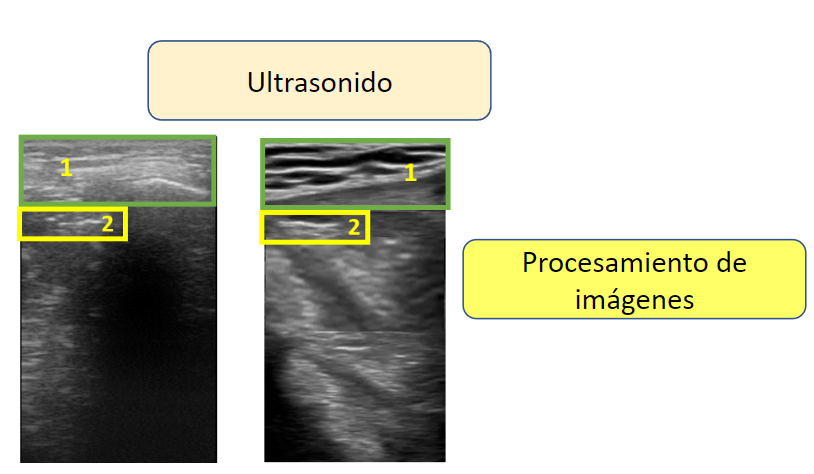 Ultrasonido
1
1
2
2
Procesamiento de
imágenes